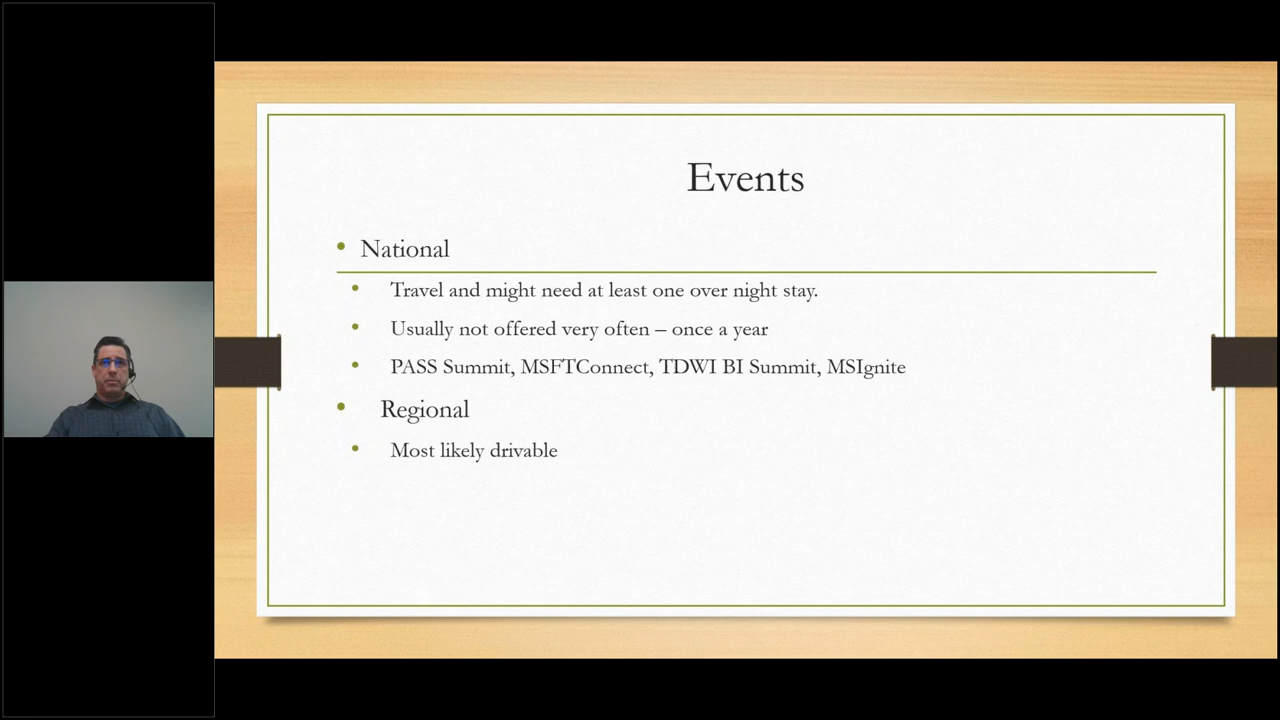 Events
National
Travel and might need at least one over night stay.
Usually not offered very often – once a year
PASS Summit, MSFTConnect, TDWI BI Summit, MSIgnite
Regional
Most likely drivable